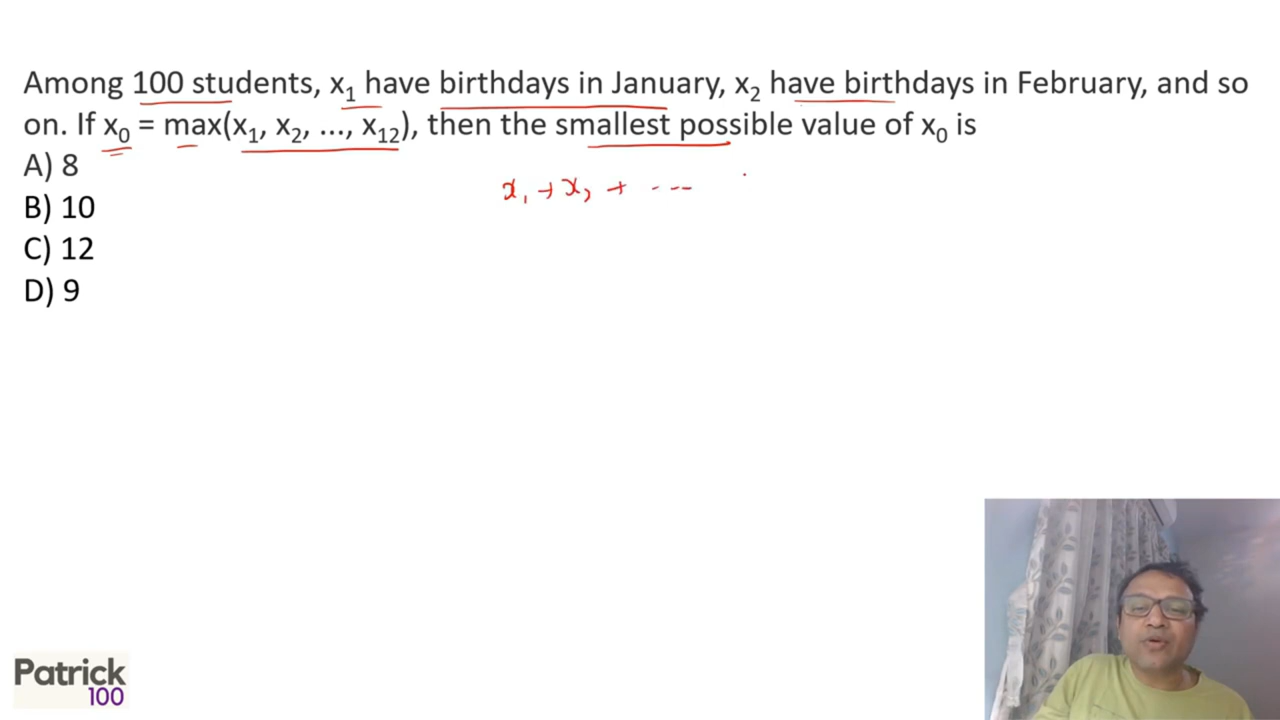 Among 100 students, x₁ have birthdays in January, x₂ have birthdays in February, and so
on. If x₀ = max(x₁, x₂, ..., x₁₂), then the smallest possible value of x₀ is
A) 8
x₁ + x₂ + ---
B) 10
C) 12
D) 9
Patrick
100